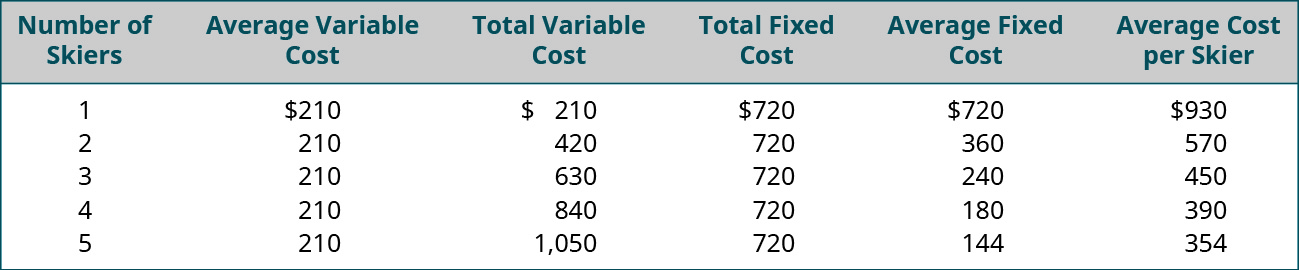 Number of Skiers Average Variable Cost Total Variable Cost Total Fixed Cost Average Fixed Cost Average Cost per Skier
1 $210 $ 210 $720 $720 $930
2 210 420 720 360 570
3 210 630 720 240 450
4 210 840 720 180 390
5 210 1,050 720 144 354